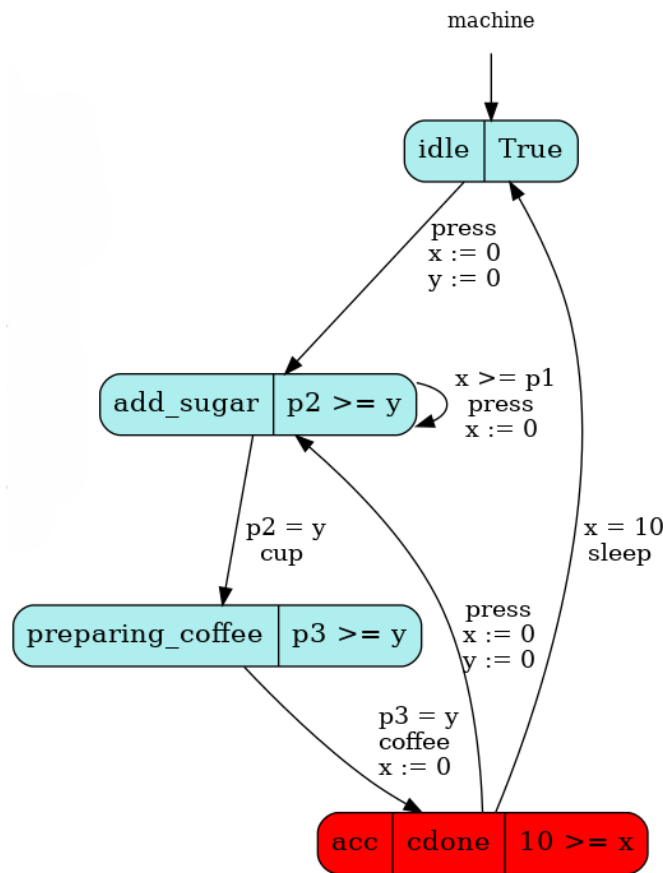 machine
idle True
press
x := 0
y := 0
add_sugar p2 >= y
x >= p1
press
x := 0
p2 = y
cup
x = 10
sleep
preparing_coffee p3 >= y
press
x := 0
y := 0
p3 = y
coffee
x := 0
acc cdone 10 >= x